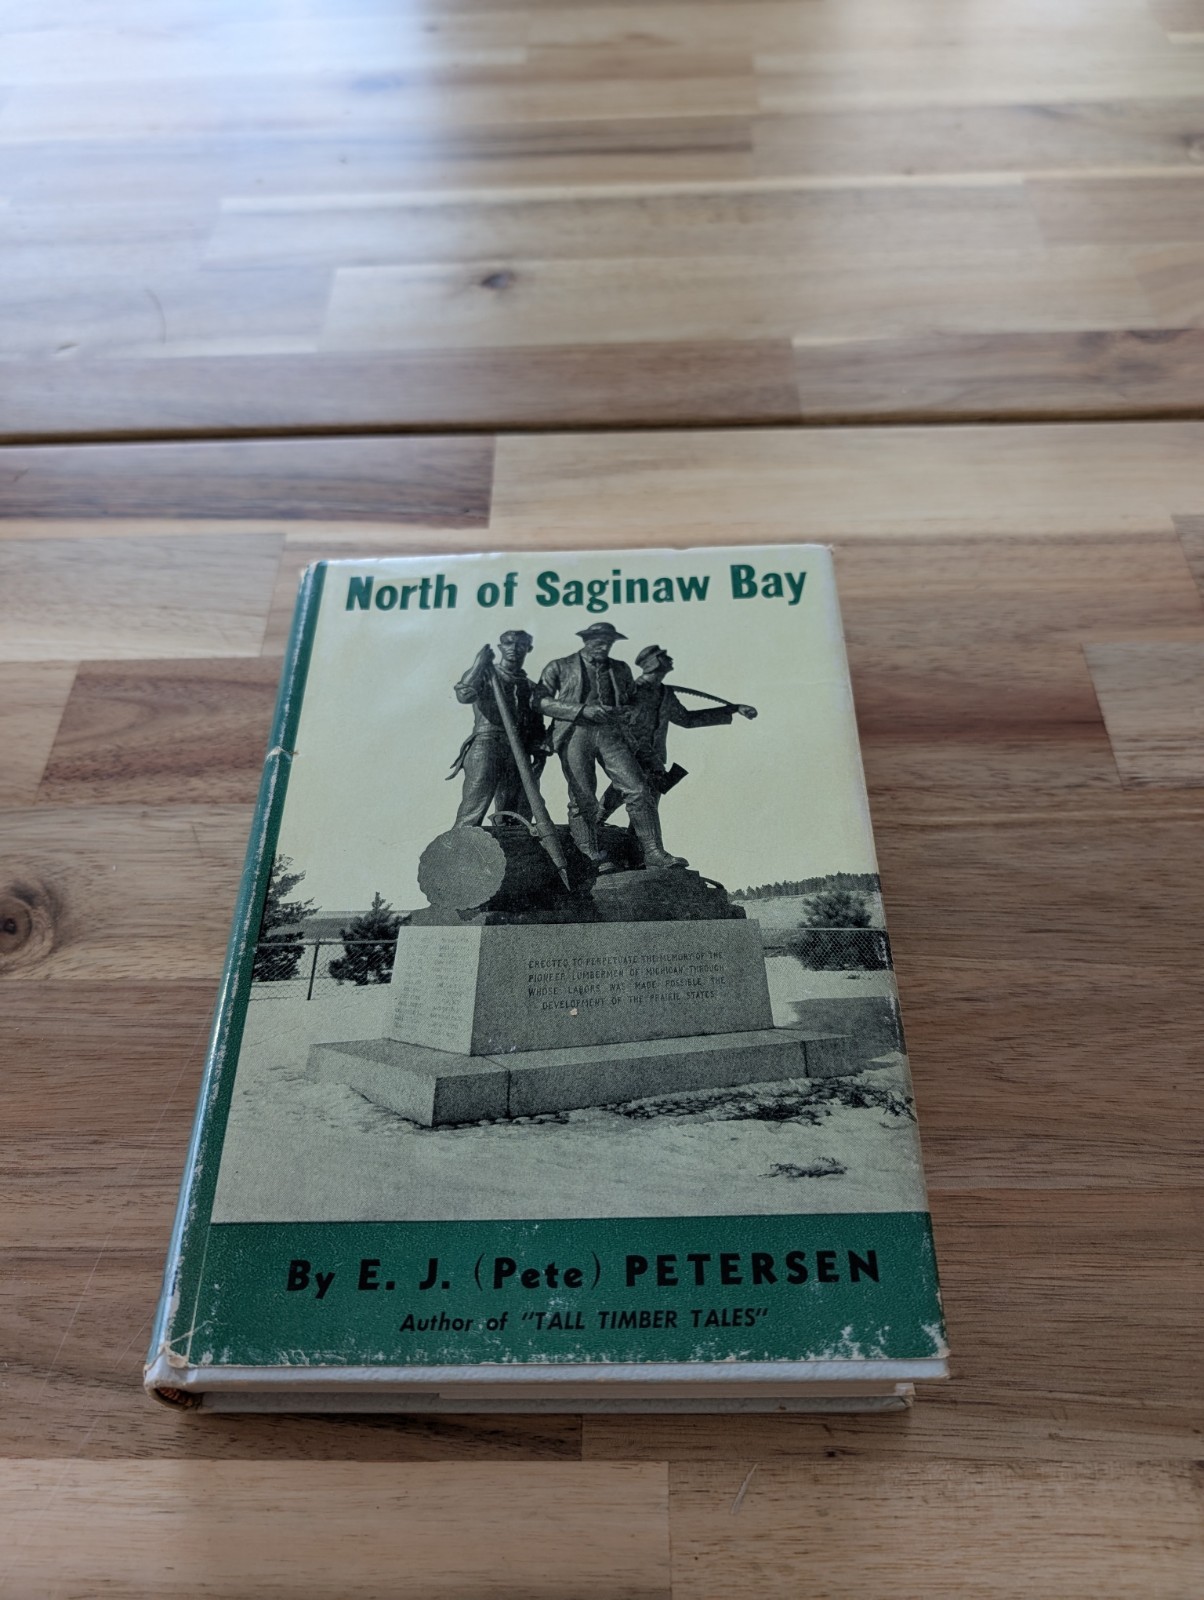 North of Saginaw Bay
ERECTED TO PERPETUATE THE MEMORY OF THE
PIONEER LUMBERMEN OF MICHIGAN THROUGH
WHOSE LABORS WAS MADE POSSIBLE THE
DEVELOPMENT OF THE PRAIRIE STATES
By E. J. (Pete) PETERSEN
Author of "TALL TIMBER TALES"